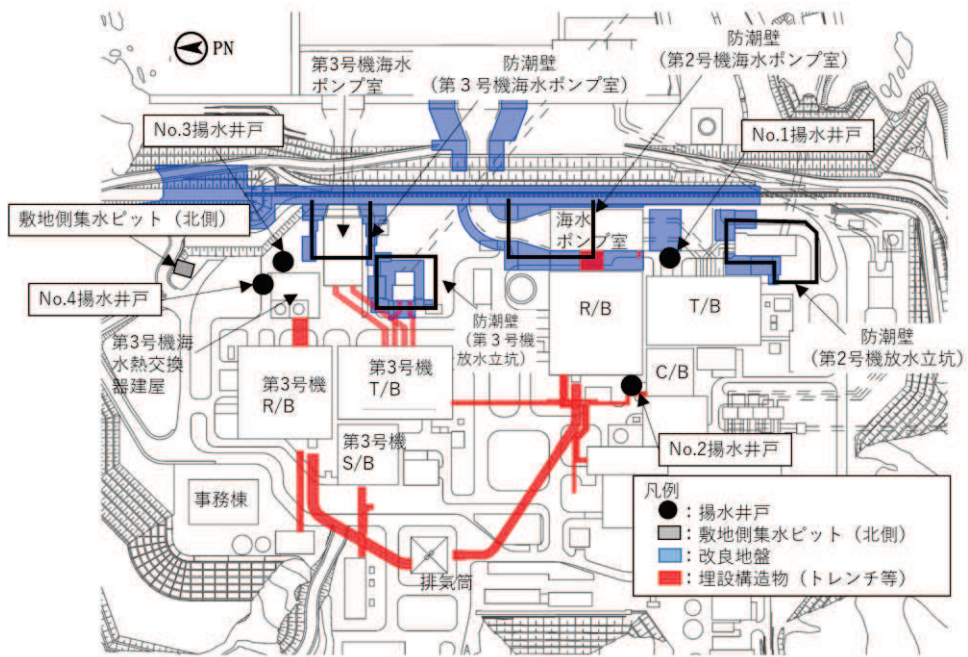 PN
第3号機海水
ポンプ室
防潮壁
(第３号機海水ポンプ室)
防潮壁
(第2号機海水ポンプ室)
No.3揚水井戸
No.1揚水井戸
敷地側集水ピット（北側）
海水
ポンプ室
No.4揚水井戸
R/B
T/B
第3号機海
水熱交換
器建屋
防潮壁
(第３号機
放水立坑)
防潮壁
(第2号機放水立坑)
第3号機
R/B
第3号機
T/B
C/B
第3号機
S/B
No.2揚水井戸
事務棟
排気筒
凡例
：揚水井戸
：敷地側集水ピット（北側）
：改良地盤
：埋設構造物（トレンチ等）